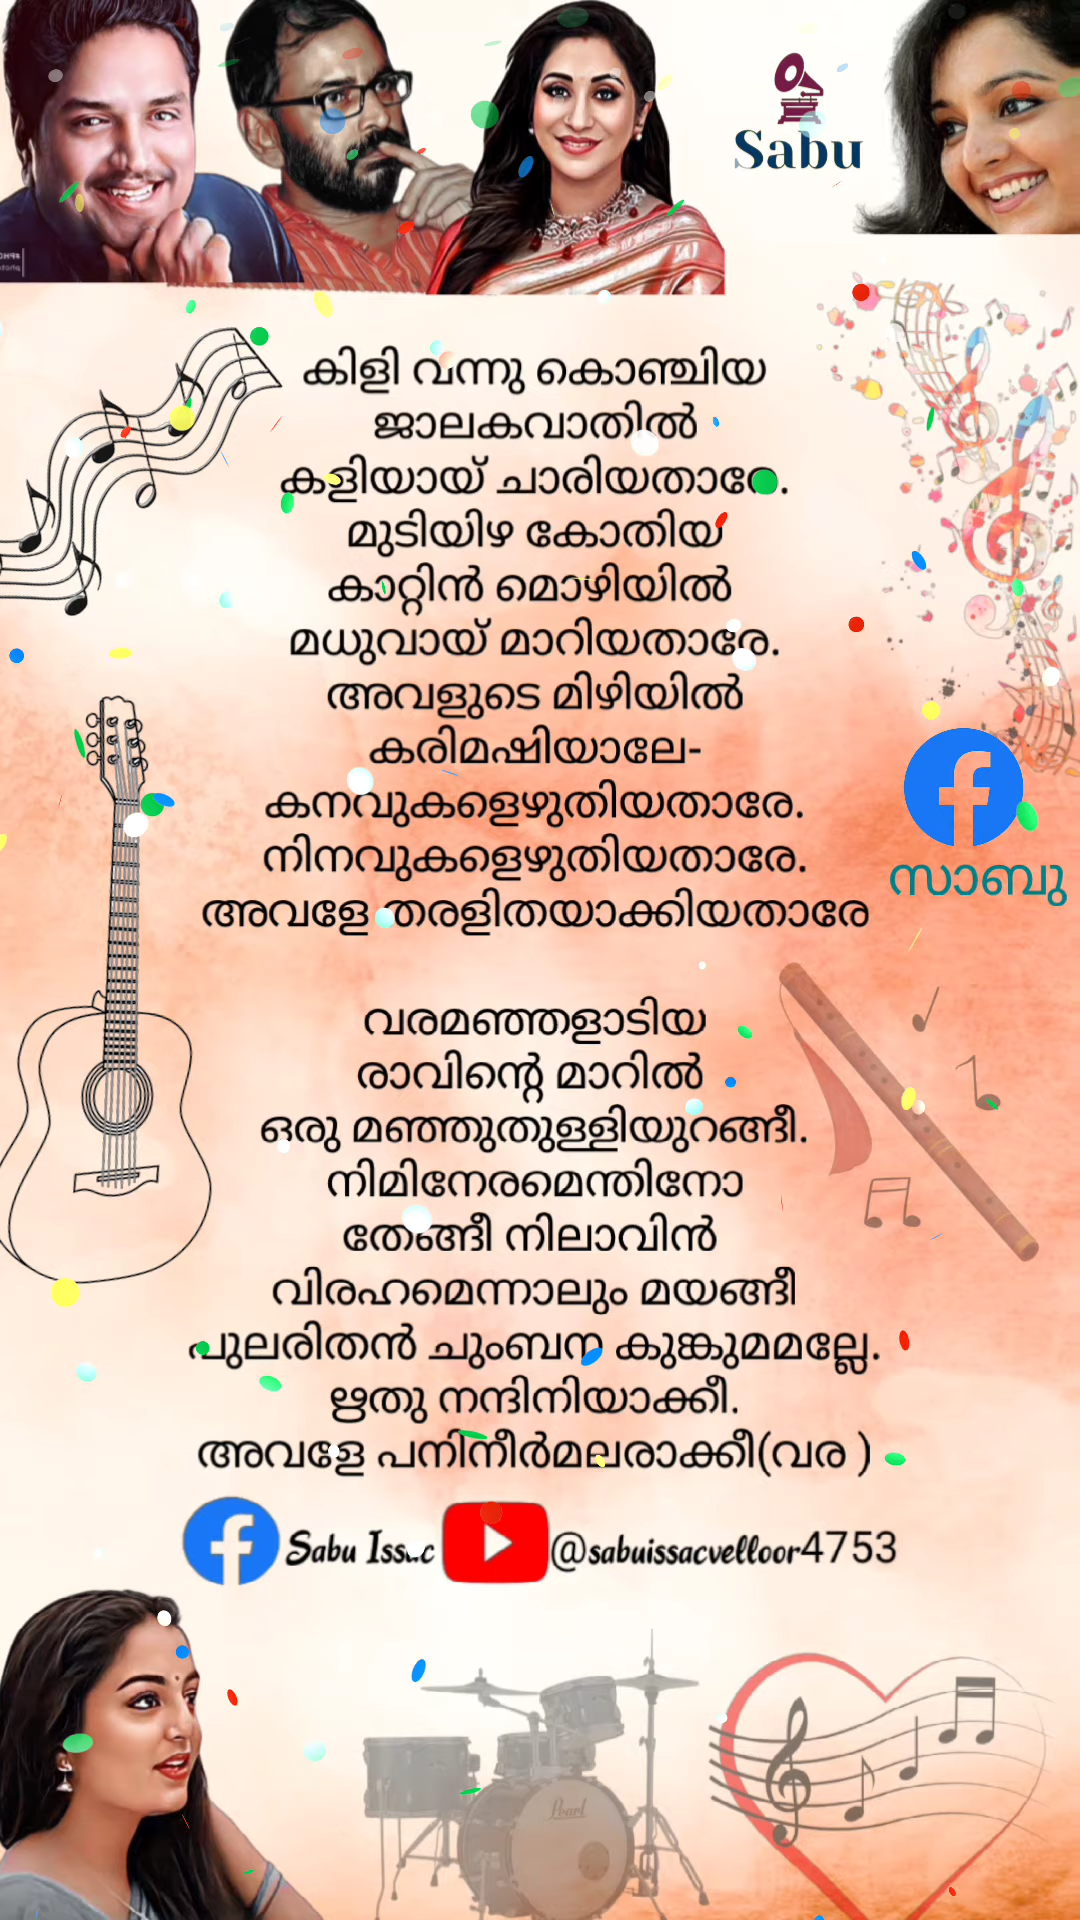 Sabu
കിളി വന്നു കൊഞ്ചിയ
ജാലകവാതിൽ
കളിയായ് ചാരിയതാരേ.
മുടിയിഴ കോതിയ
കാറ്റിൻ മൊഴിയിൽ
മധുവായ് മാറിയതാരേ.
അവളുടെ മിഴിയിൽ
കരിമഷിയാലേ-
കനവുകളെഴുതിയതാരേ.
നിനവുകളെഴുതിയതാരേ.
അവളേ തരളിതയാക്കിയതാരേ
സാബു
വരമഞ്ഞളാടിയ
രാവിന്റെ മാറിൽ
ഒരു മഞ്ഞുതുള്ളിയുറങ്ങീ.
നിമിനേരമെന്തിനോ
തേങ്ങീ നിലാവിൻ
വിരഹമെന്നാലും മയങ്ങീ
പുലരിതൻ ചുംബന കുങ്കുമമല്ലേ.
ഋതു നന്ദിനിയാക്കീ.
അവളേ പനിനീർമലരാക്കീ(വര )
Sabu Issac @sabuissacvelloor4753
Pearl